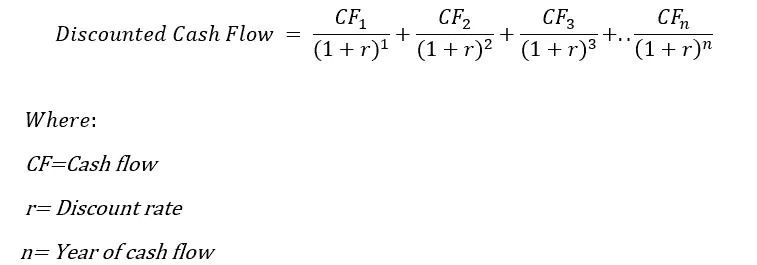 Discounted Cash Flow = CF₁/(1 + r)¹ + CF₂/(1 + r)² + CF₃/(1 + r)³ +.. CFₙ/(1 + r)ⁿ
Where:
CF=Cash flow
r= Discount rate
n= Year of cash flow